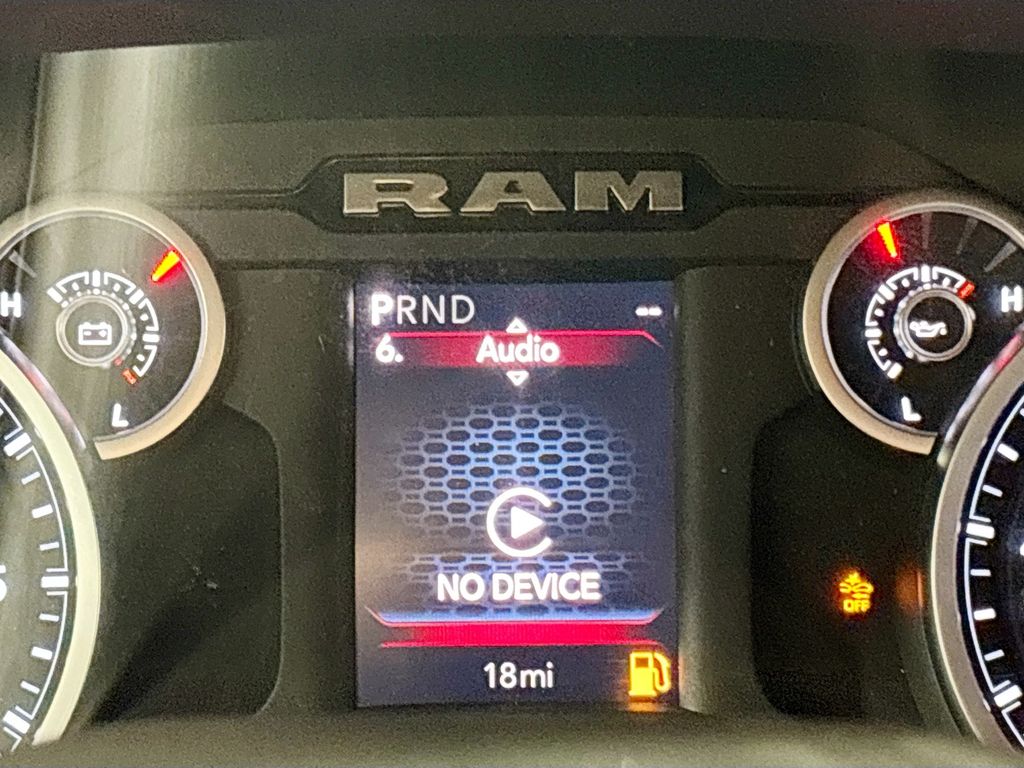 RAM
PRND
--
6. Audio
H
H
L
L
NO DEVICE
OFF
18mi